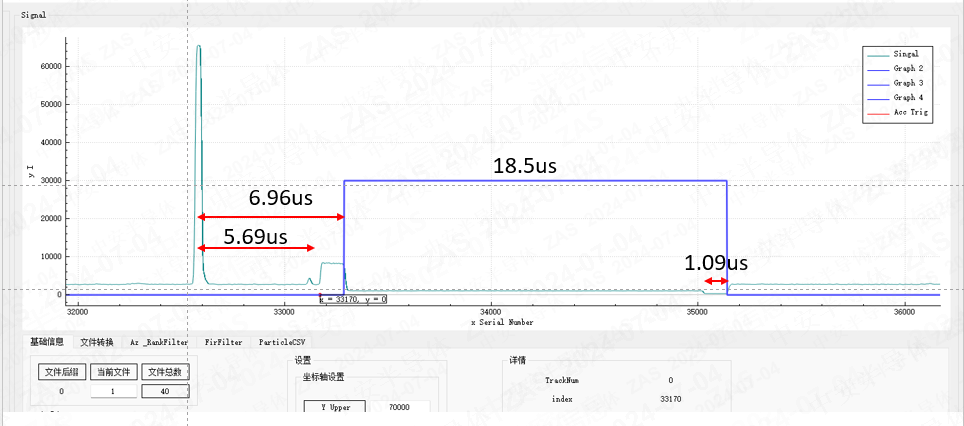 Signal
60000
50000
40000
30000
20000
10000
0
y I
32000
33000
34000
35000
36000
x Serial Number
Singal
Graph 2
Graph 3
Graph 4
Acc Trig
18.5us
6.96us
5.69us
1.09us
x = 33170, y = 0
基础信息 文件转换 Az _RankFilter FirFilter ParticleCSV
文件后缀 当前文件 文件总数
0 1 40
设置
坐标轴设置
Y Upper 70000
详情
TrackNum 0
index 33170